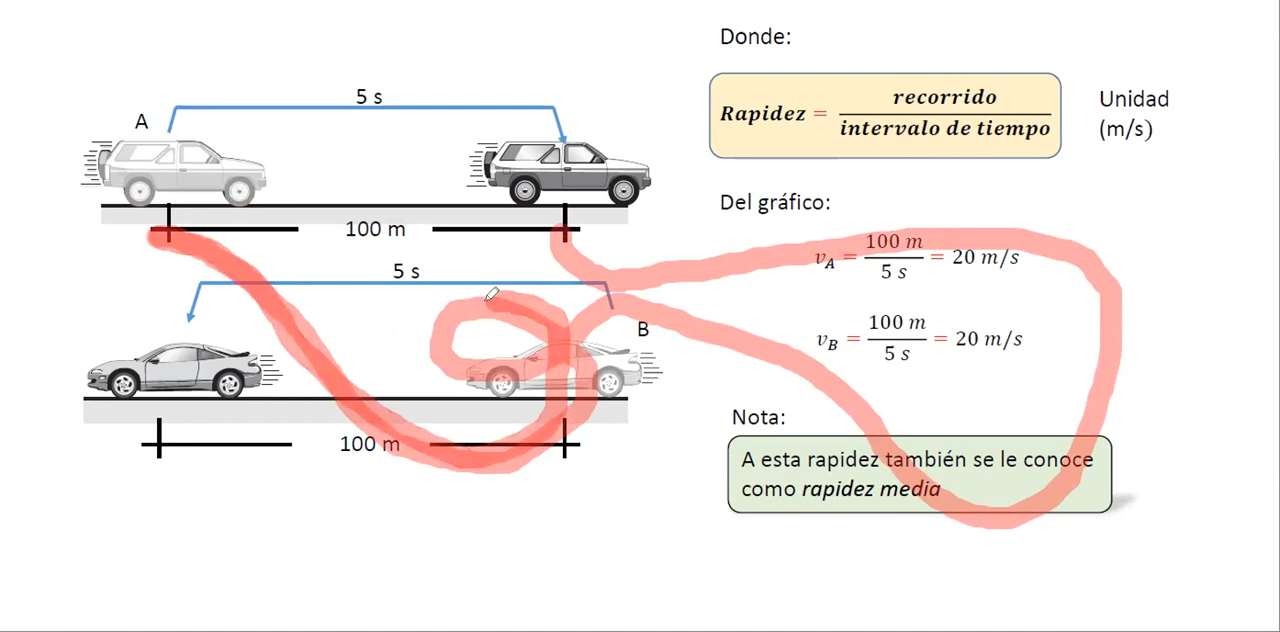 Donde:
5 s
Rapidez = recorrido / intervalo de tiempo
Unidad
(m/s)
A
100 m
Del gráfico:
v_A = 100 m / 5 s = 20 m/s
5 s
B
v_B = 100 m / 5 s = 20 m/s
100 m
Nota:
A esta rapidez también se le conoce
como rapidez media